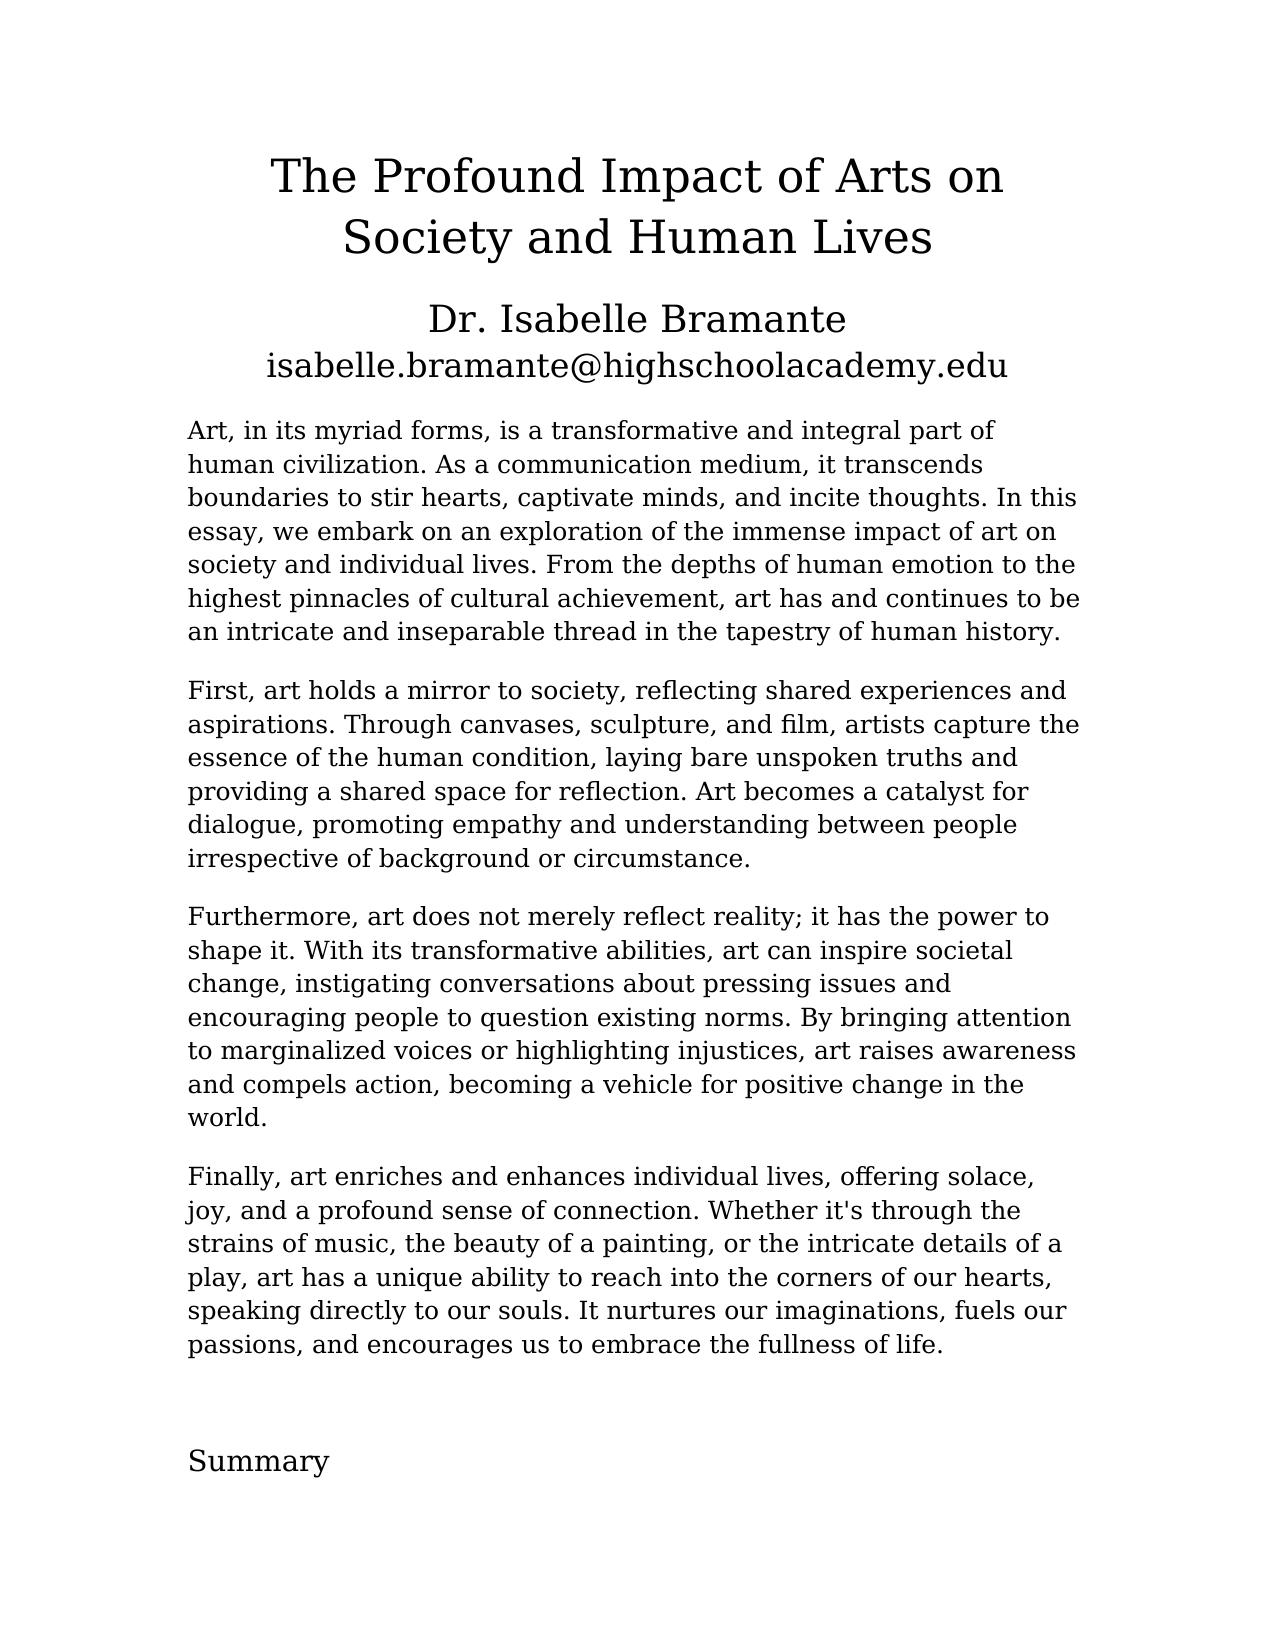 The Profound Impact of Arts on
Society and Human Lives
Dr. Isabelle Bramante
isabelle.bramante@highschoolacademy.edu
Art, in its myriad forms, is a transformative and integral part of
human civilization. As a communication medium, it transcends
boundaries to stir hearts, captivate minds, and incite thoughts. In this
essay, we embark on an exploration of the immense impact of art on
society and individual lives. From the depths of human emotion to the
highest pinnacles of cultural achievement, art has and continues to be
an intricate and inseparable thread in the tapestry of human history.
First, art holds a mirror to society, reflecting shared experiences and
aspirations. Through canvases, sculpture, and film, artists capture the
essence of the human condition, laying bare unspoken truths and
providing a shared space for reflection. Art becomes a catalyst for
dialogue, promoting empathy and understanding between people
irrespective of background or circumstance.
Furthermore, art does not merely reflect reality; it has the power to
shape it. With its transformative abilities, art can inspire societal
change, instigating conversations about pressing issues and
encouraging people to question existing norms. By bringing attention
to marginalized voices or highlighting injustices, art raises awareness
and compels action, becoming a vehicle for positive change in the
world.
Finally, art enriches and enhances individual lives, offering solace,
joy, and a profound sense of connection. Whether it's through the
strains of music, the beauty of a painting, or the intricate details of a
play, art has a unique ability to reach into the corners of our hearts,
speaking directly to our souls. It nurtures our imaginations, fuels our
passions, and encourages us to embrace the fullness of life.
Summary